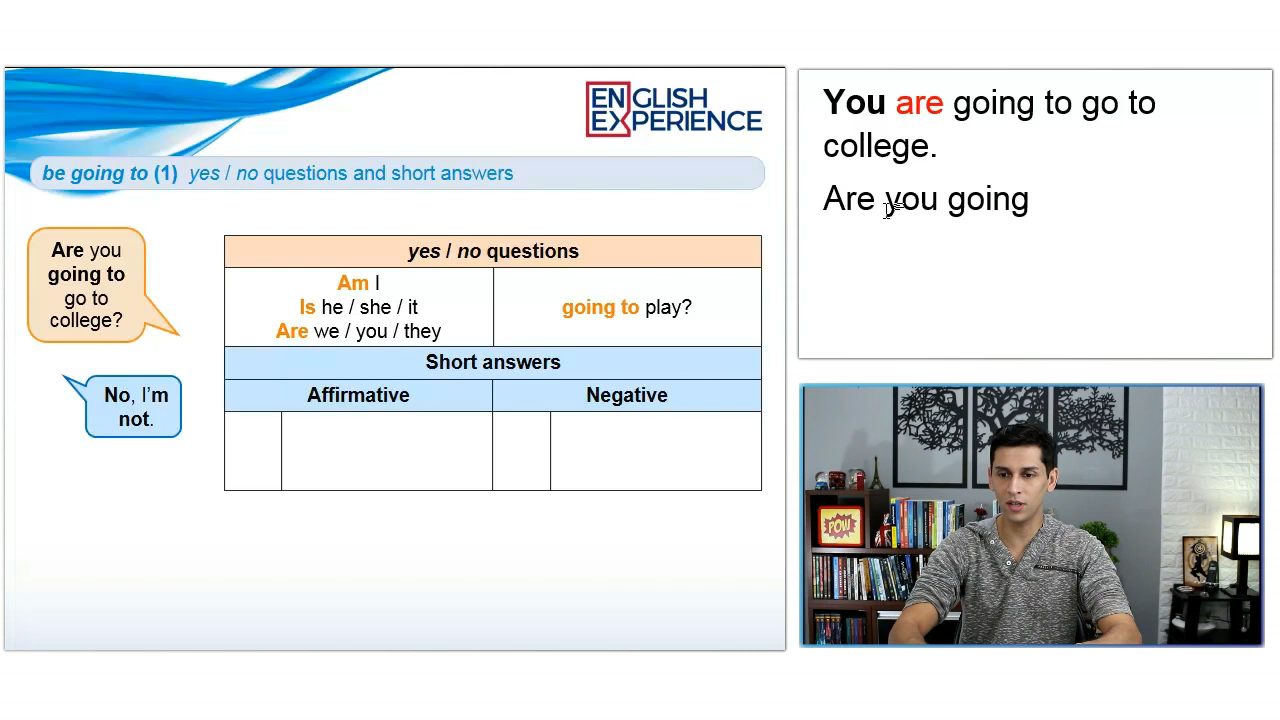 ENGLISH
EXPERIENCE
be going to (1) yes / no questions and short answers
Are you
going to
go to
college?
No, I'm
not.
yes / no questions
Am I
Is he / she / it
Are we / you / they
going to play?
Short answers
Affirmative
Negative
You are going to go to
college.
Are you going
POW